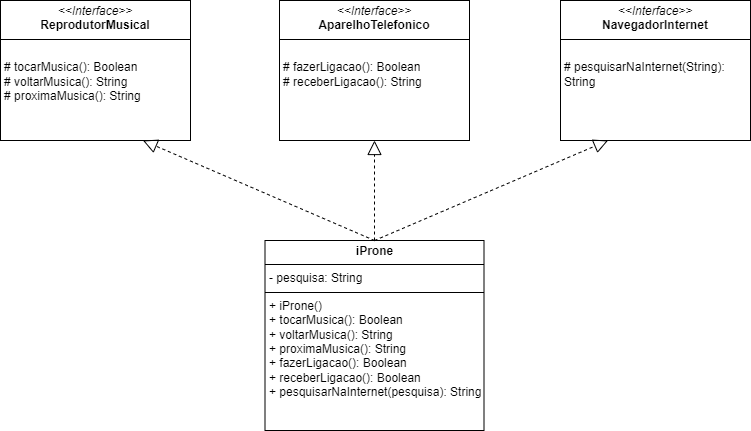 <<Interface>>
ReprodutorMusical
# tocarMusica(): Boolean
# voltarMusica(): String
# proximaMusica(): String
<<Interface>>
AparelhoTelefonico
# fazerLigacao(): Boolean
# receberLigacao(): String
<<Interface>>
NavegadorInternet
# pesquisarNaInternet(String):
String
iProne
- pesquisa: String
+ iProne()
+ tocarMusica(): Boolean
+ voltarMusica(): String
+ proximaMusica(): String
+ fazerLigacao(): Boolean
+ receberLigacao(): Boolean
+ pesquisarNaInternet(pesquisa): String